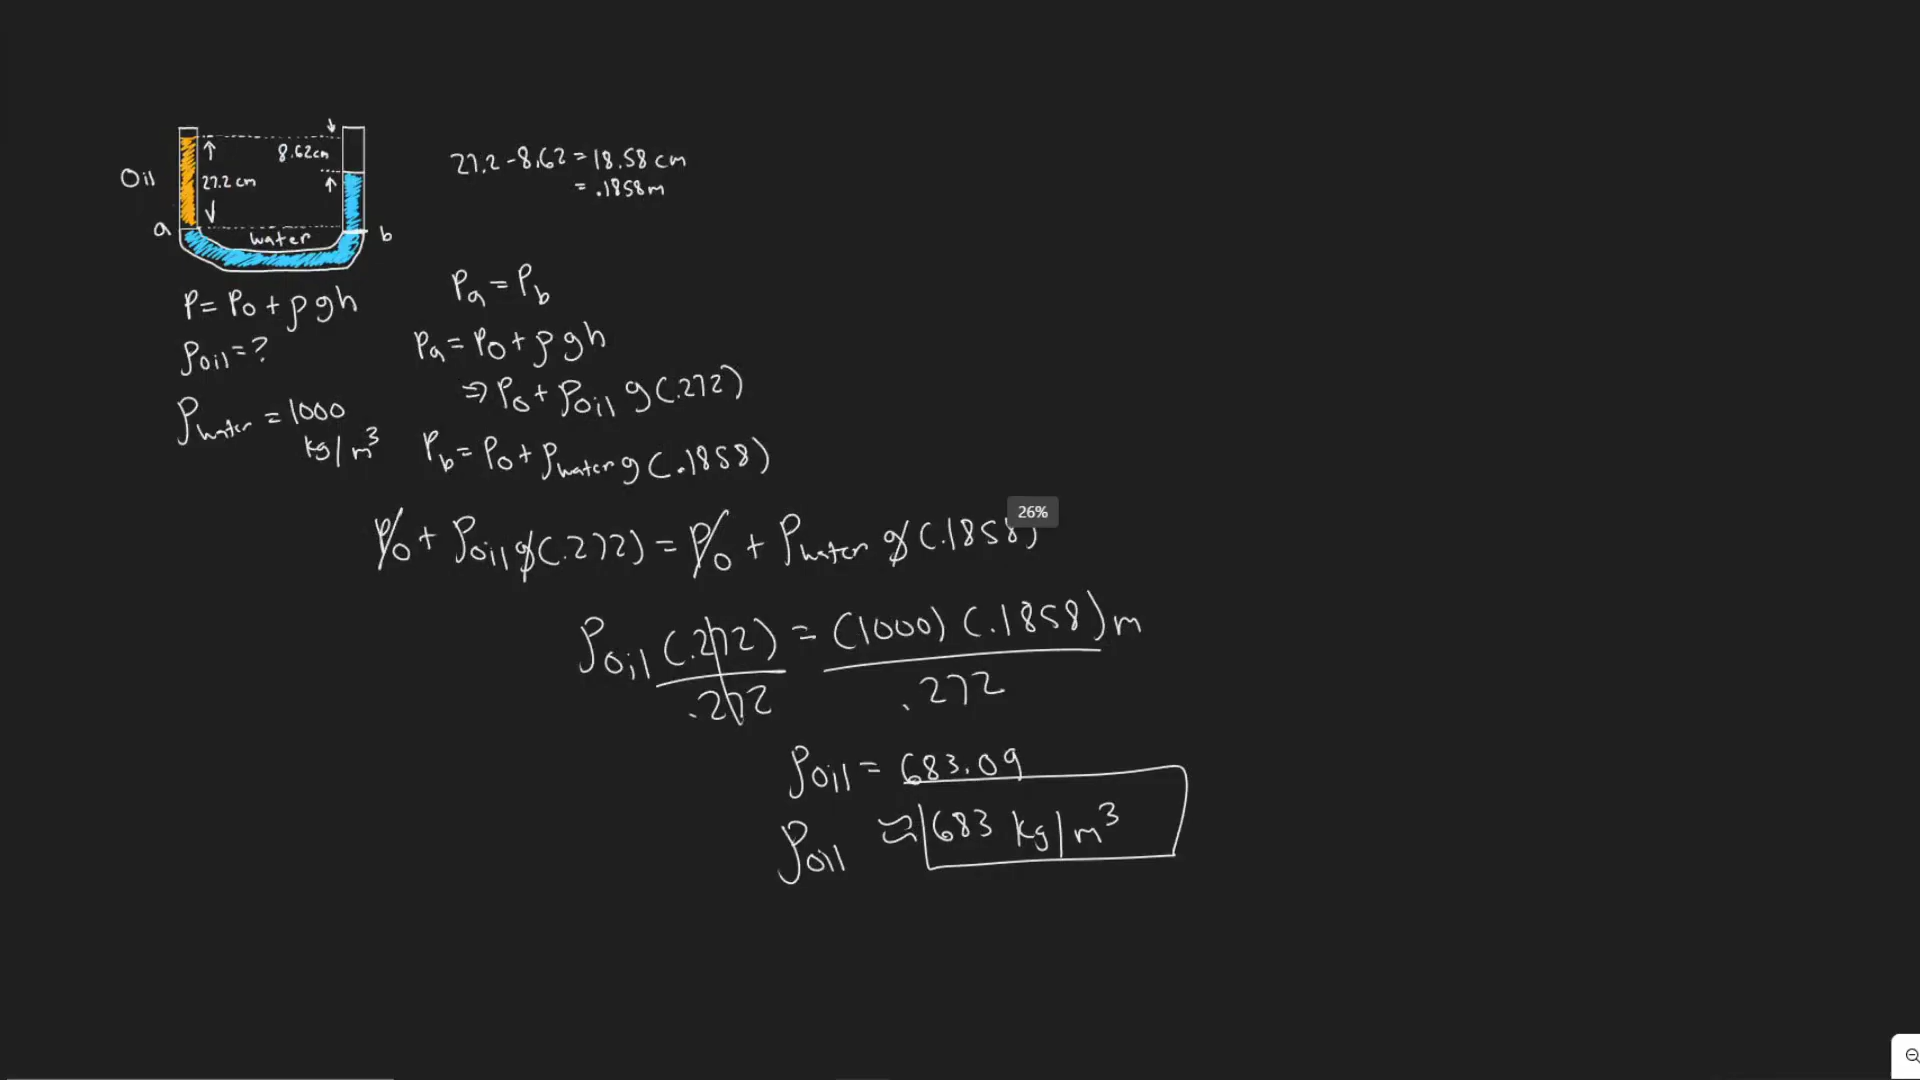 8.62cm
Oil
27.2 cm
a
water
b
27.2 - 8.62 = 18.58 cm
= .1858m
P = P0 + ρgh
ρoil = ?
ρwater = 1000
kg/m³
Pa = Pb
Pa = P0 + ρgh
⇒ P0 + ρoil g(.272)
Pb = P0 + ρwater g(.1858)
P0 + ρoil g(.272) = P0 + ρwater g(.1858)
26%
ρoil (.272) = (1000) (.1858) m
.272 .272
ρoil = 683.09
ρoil ≈ 683 kg/m³